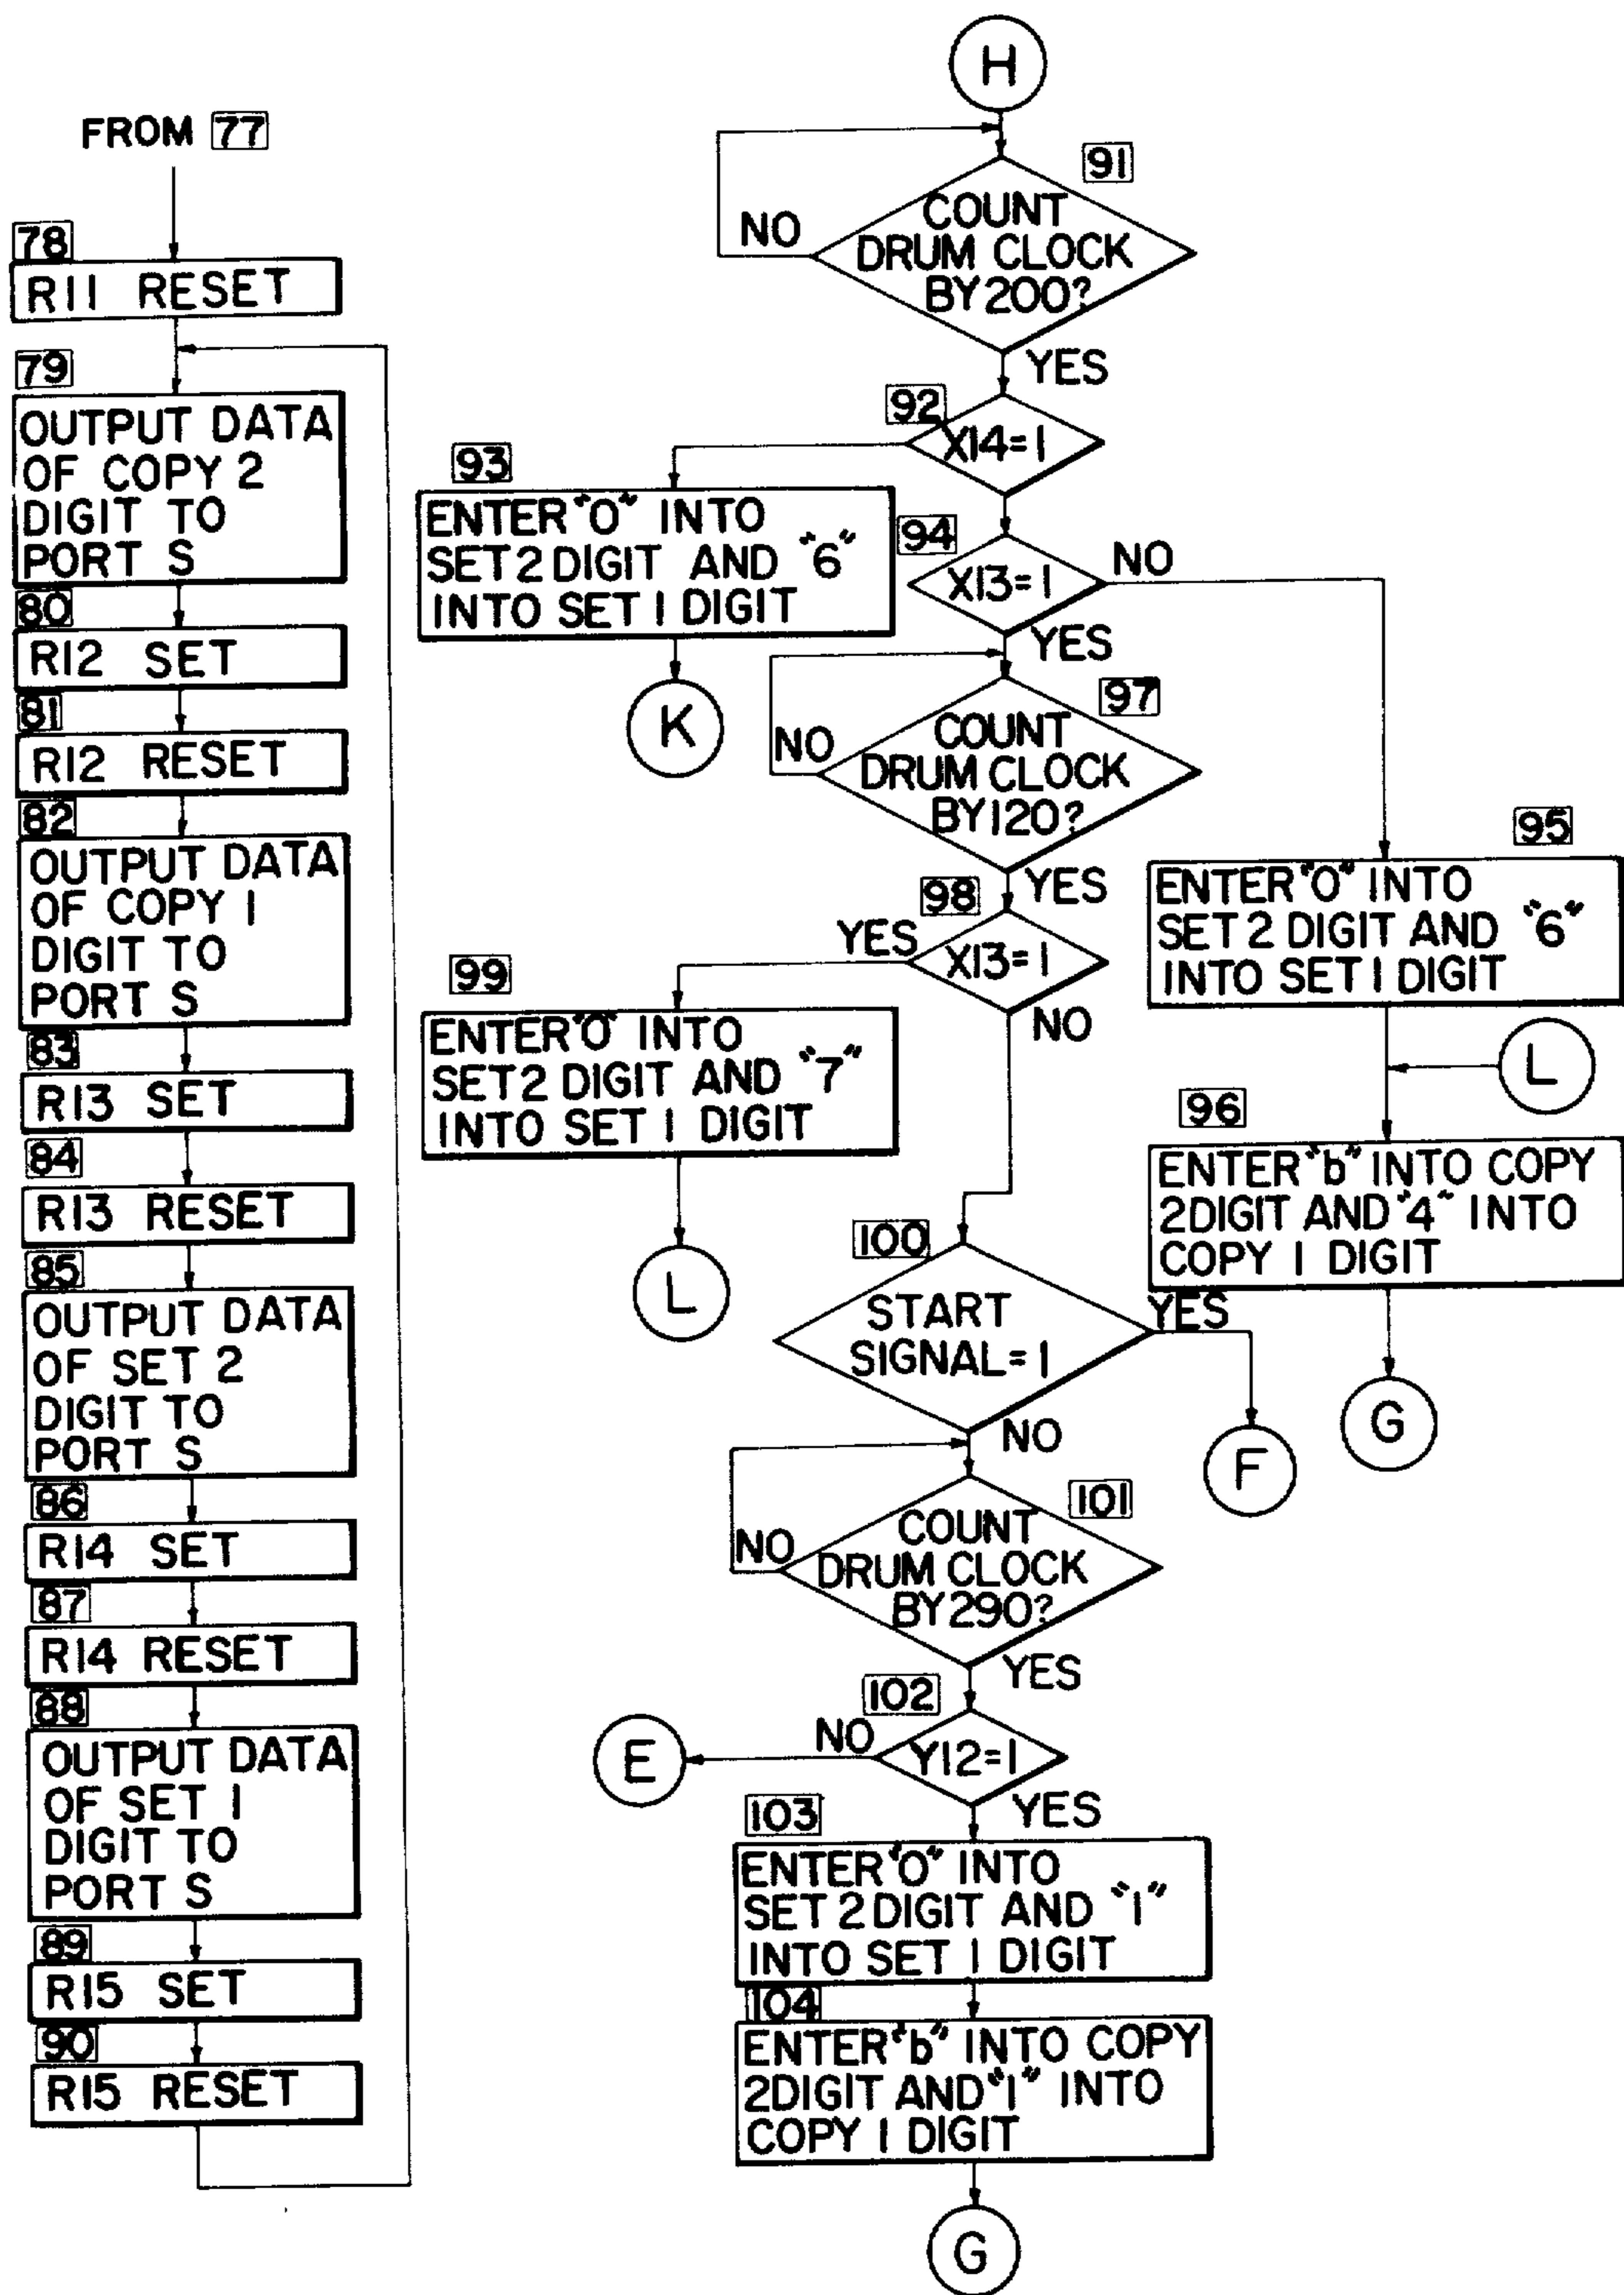 FROM 77
78
R11 RESET
79
OUTPUT DATA
OF COPY 2
DIGIT TO
PORT S
80
R12 SET
81
R12 RESET
82
OUTPUT DATA
OF COPY 1
DIGIT TO
PORT S
83
R13 SET
84
R13 RESET
85
OUTPUT DATA
OF SET 2
DIGIT TO
PORT S
86
R14 SET
87
R14 RESET
88
OUTPUT DATA
OF SET 1
DIGIT TO
PORT S
89
R15 SET
90
R15 RESET
H
91
COUNT
DRUM CLOCK
BY 200?
NO
YES
92
X14=1
93
ENTER "0" INTO
SET 2 DIGIT AND "6"
INTO SET 1 DIGIT
K
94
X13=1
NO
YES
97
COUNT
DRUM CLOCK
BY 120?
NO
YES
95
ENTER "0" INTO
SET 2 DIGIT AND "6"
INTO SET 1 DIGIT
L
96
ENTER "b" INTO COPY
2 DIGIT AND "4" INTO
COPY 1 DIGIT
G
98
X13=1
YES
NO
99
ENTER "0" INTO
SET 2 DIGIT AND "7"
INTO SET 1 DIGIT
L
100
START
SIGNAL=1
YES
F
NO
101
COUNT
DRUM CLOCK
BY 290?
NO
YES
102
Y12=1
NO
E
YES
103
ENTER "0" INTO
SET 2 DIGIT AND "1"
INTO SET 1 DIGIT
104
ENTER "b" INTO COPY
2 DIGIT AND "1" INTO
COPY 1 DIGIT
G